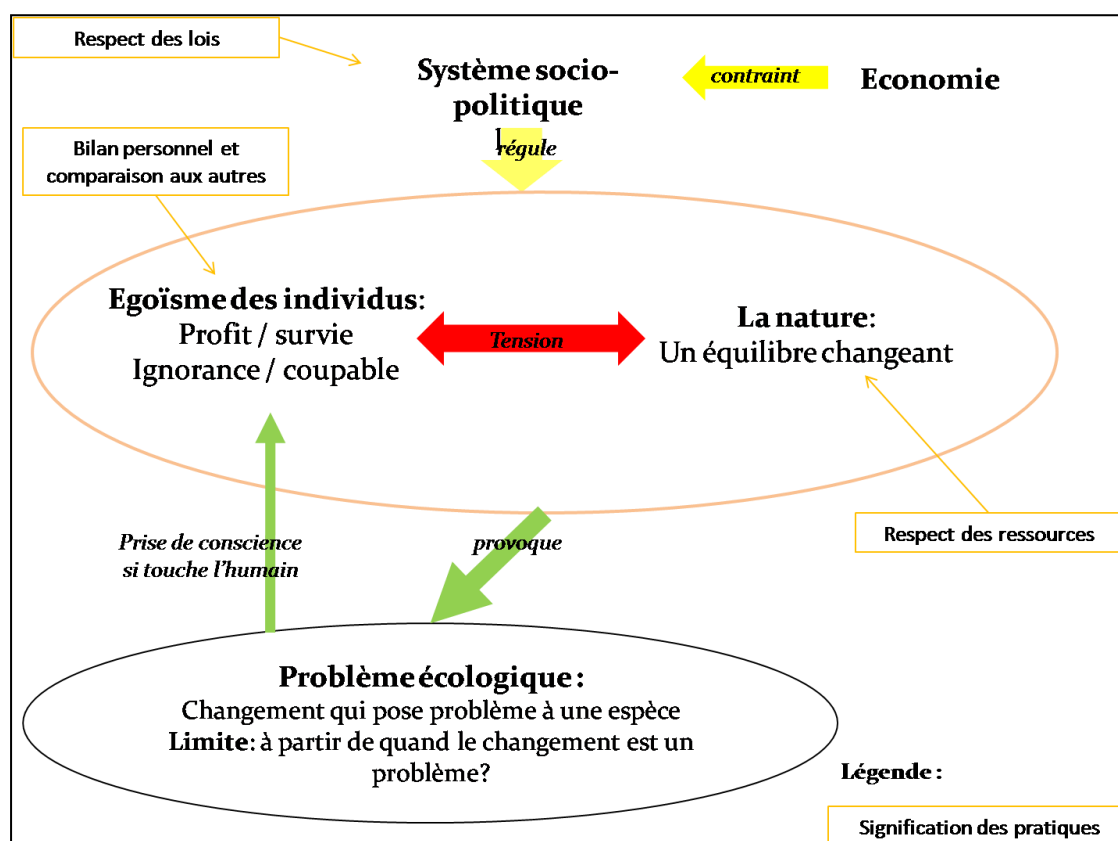 Respect des lois
Système socio-
politique
contraint
Economie
régule
Bilan personnel et
comparaison aux autres
Egoïsme des individus:
Profit / survie
Ignorance / coupable
Tension
La nature:
Un équilibre changeant
Prise de conscience
si touche l'humain
provoque
Respect des ressources
Problème écologique :
Changement qui pose problème à une espèce
Limite: à partir de quand le changement est un
problème?
Légende :
Signification des pratiques